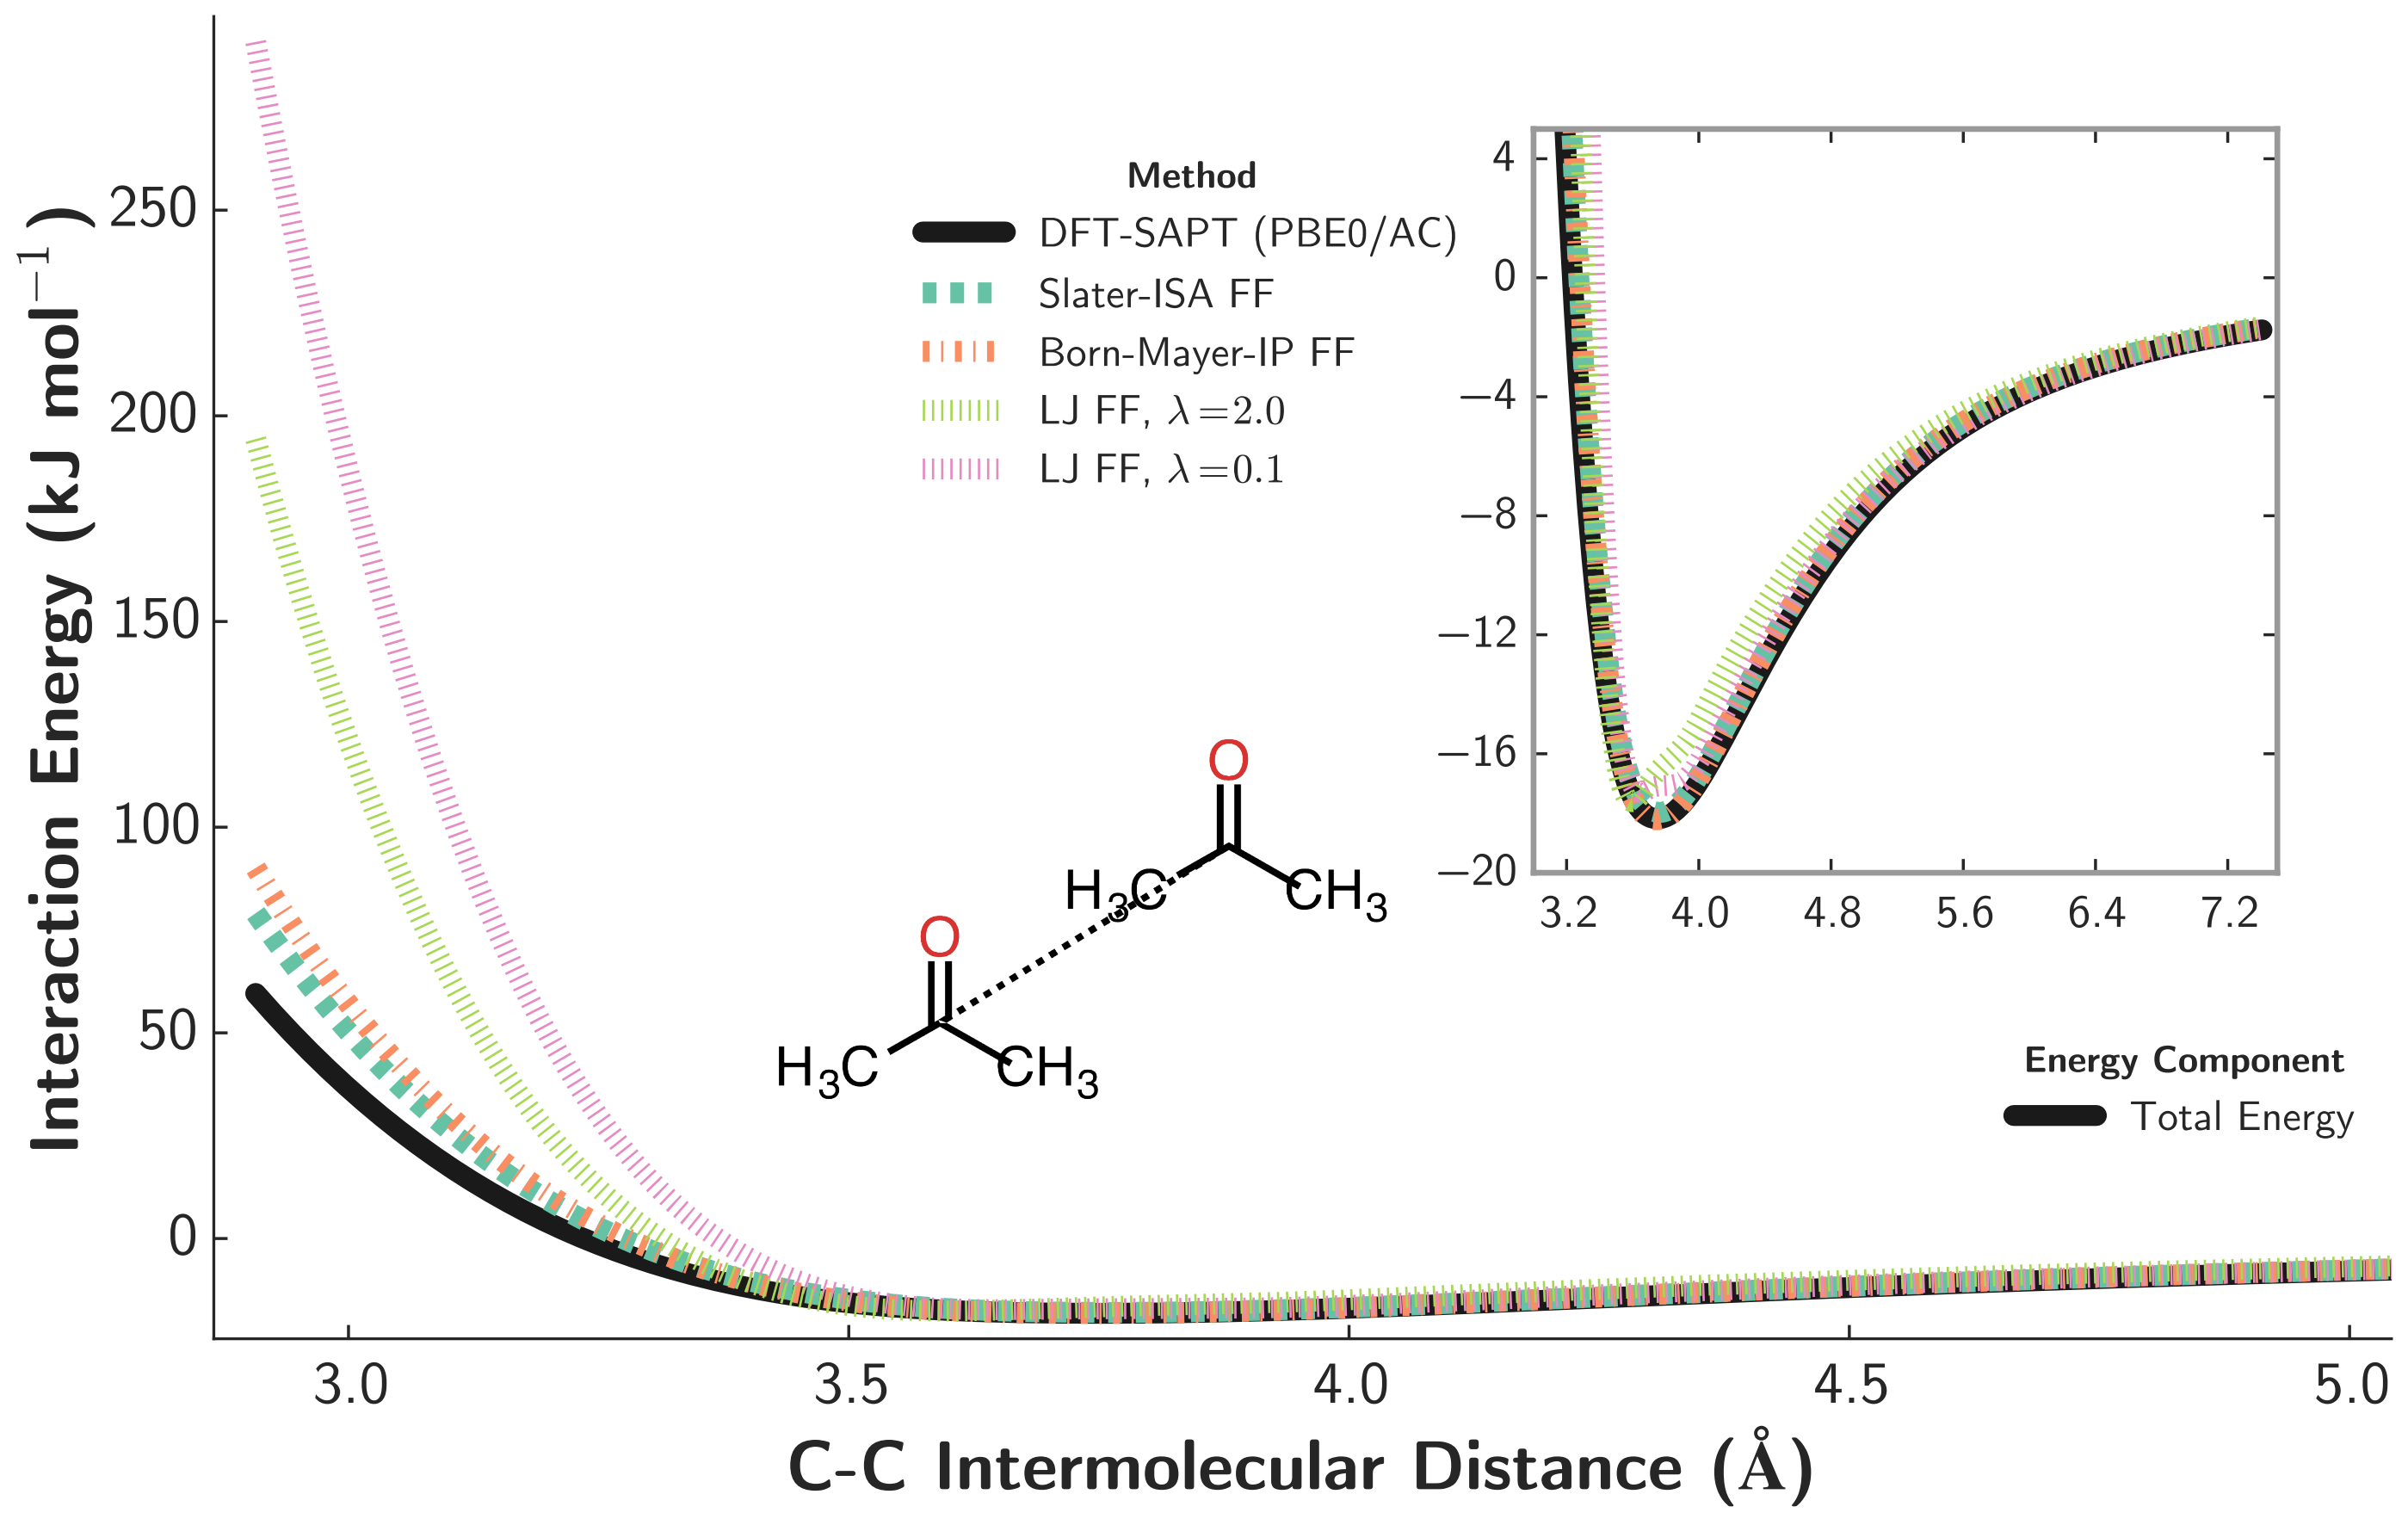 Interaction Energy (kJ mol⁻¹)
250
200
150
100
50
0
3.0 3.5 4.0 4.5 5.0
C-C Intermolecular Distance (Å)
Method
DFT-SAPT (PBE0/AC)
Slater-ISA FF
Born-Mayer-IP FF
LJ FF, λ=2.0
LJ FF, λ=0.1
4
0
−4
−8
−12
−16
−20
3.2 4.0 4.8 5.6 6.4 7.2
O
H₃C CH₃
O
H₃C CH₃
Energy Component
Total Energy